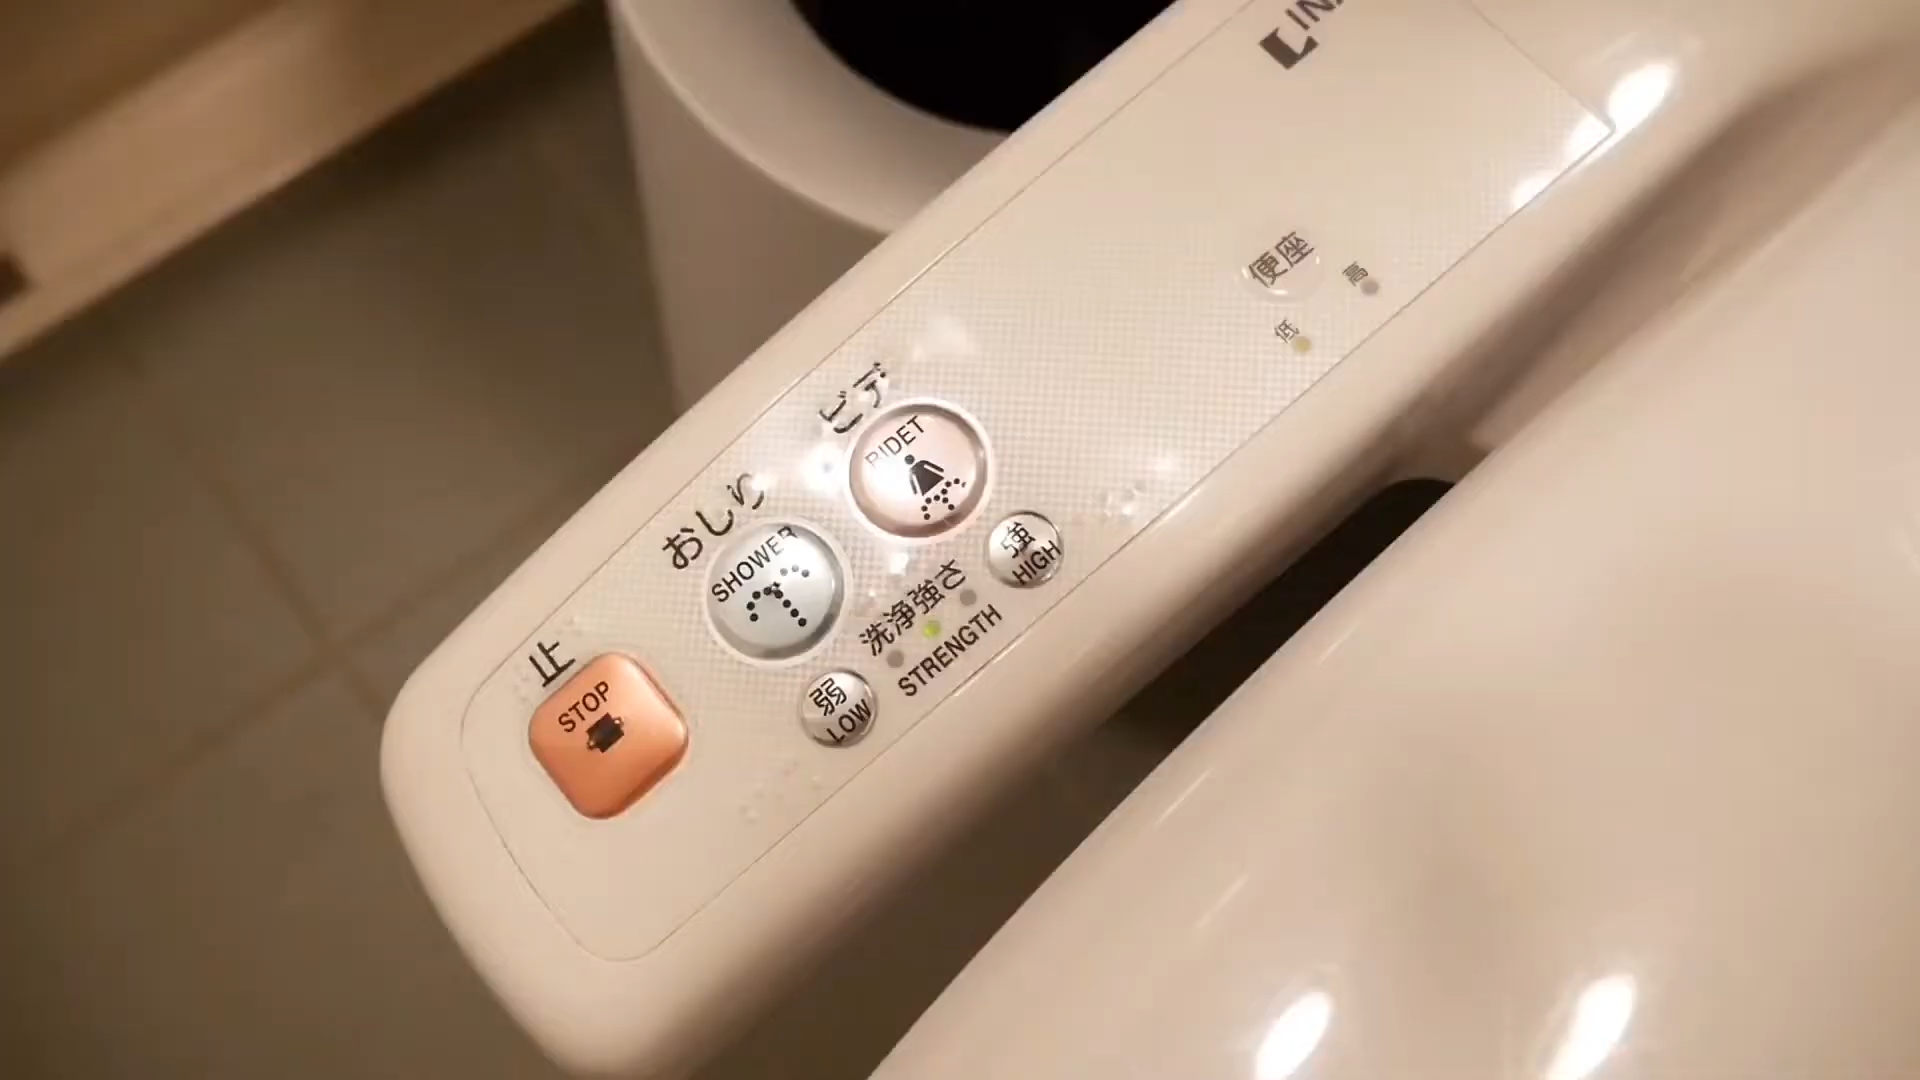 止
STOP
おしり
SHOWER
ビデ
BIDET
洗浄強さ
STRENGTH
弱
LOW
強
HIGH
便座
高
低